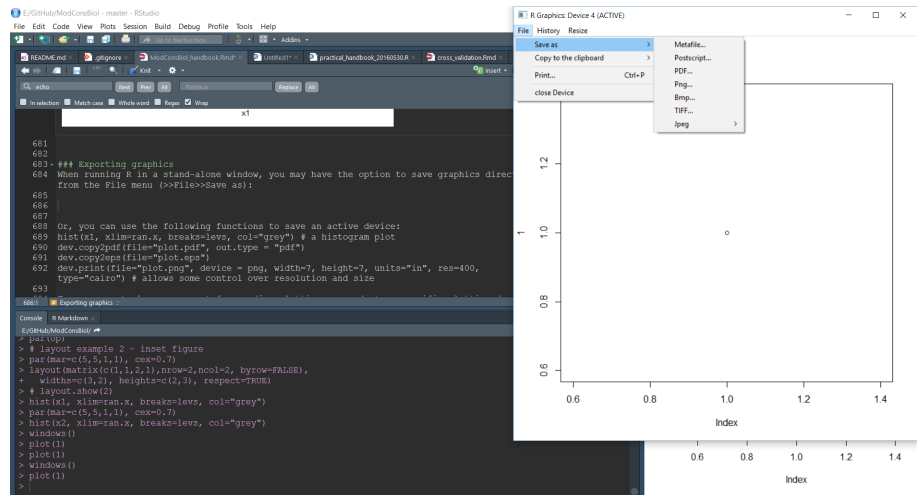 E:/GitHub/ModConsBiol - master - RStudio
File Edit Code View Plots Session Build Debug Profile Tools Help
Go to file/function
Addins
README.md
.gitignore
ModConsBiol_handbook.Rmd*
Untitled1*
practical_handbook_20160530.R
cross_validation.Rmd
Knit
Insert
echo
Next Prev All
Replace
Replace All
In selection Match case Whole word Regex Wrap
x1
681
682
683 ### Exporting graphics
684 When running R in a stand-alone window, you may have the option to save graphics direc
from the File menu (>>File>>Save as):
685
686
687
688 Or, you can use the following functions to save an active device:
689 hist(x1, xlim=ran.x, breaks=levs, col="grey") # a histogram plot
690 dev.copy2pdf(file="plot.pdf", out.type = "pdf")
691 dev.copy2eps(file="plot.eps")
692 dev.print(file="plot.png", device = png, width=7, height=7, units="in", res=400,
type="cairo") # allows some control over resolution and size
693
686:1 Exporting graphics
Console R Markdown
E:/GitHub/ModConsBiol/
> par(op)
> # layout example 2 - inset figure
> par(mar=c(5,5,1,1), cex=0.7)
> layout(matrix(c(1,1,2,1),nrow=2,ncol=2, byrow=FALSE),
+ widths=c(3,2), heights=c(2,3), respect=TRUE)
> # layout.show(2)
> hist(x1, xlim=ran.x, breaks=levs, col="grey")
> par(mar=c(5,5,1,1), cex=0.7)
> hist(x2, xlim=ran.x, breaks=levs, col="grey")
> windows()
> plot(1)
> plot(1)
> windows()
> plot(1)
>
R Graphics: Device 4 (ACTIVE)
File History Resize
Save as
Copy to the clipboard
Print... Ctrl+P
close Device
Metafile...
Postscript...
PDF...
Png...
Bmp...
TIFF...
Jpeg
1.2
1.0
0.8
0.6
1
0.6 0.8 1.0 1.2 1.4
Index
0.6 0.8 1.0 1.2 1.4
Index